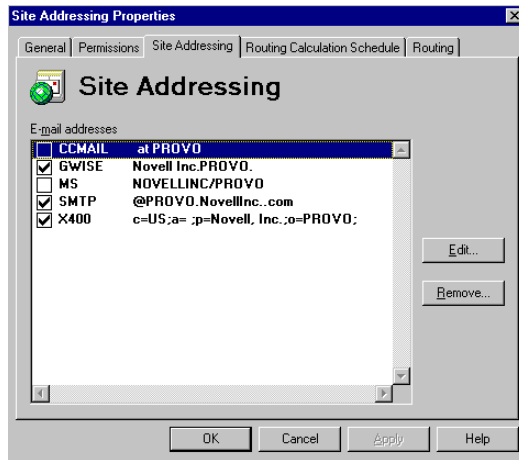 Site Addressing Properties
General Permissions Site Addressing Routing Calculation Schedule Routing
Site Addressing
E-mail addresses
CCMAIL at PROVO
GWISE Novell Inc.PROVO.
MS NOVELLINC/PROVO
SMTP @PROVO.NovellInc..com
X400 c=US;a= ;p=Novell, Inc.;o=PROVO;
Edit...
Remove...
OK Cancel Apply Help